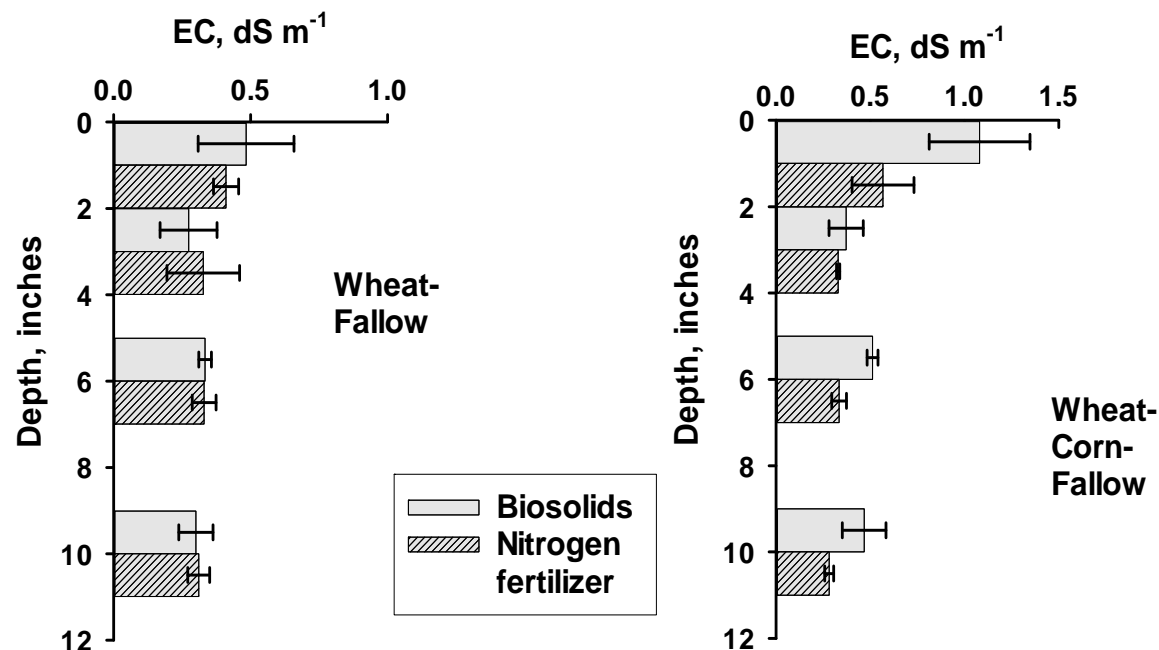 EC, dS m⁻¹
0.0 0.5 1.0
0
2
4
6
8
10
12
Depth, inches
Wheat-
Fallow
Biosolids
Nitrogen
fertilizer
EC, dS m⁻¹
0.0 0.5 1.0 1.5
0
2
4
6
8
10
12
Depth, inches
Wheat-
Corn-
Fallow